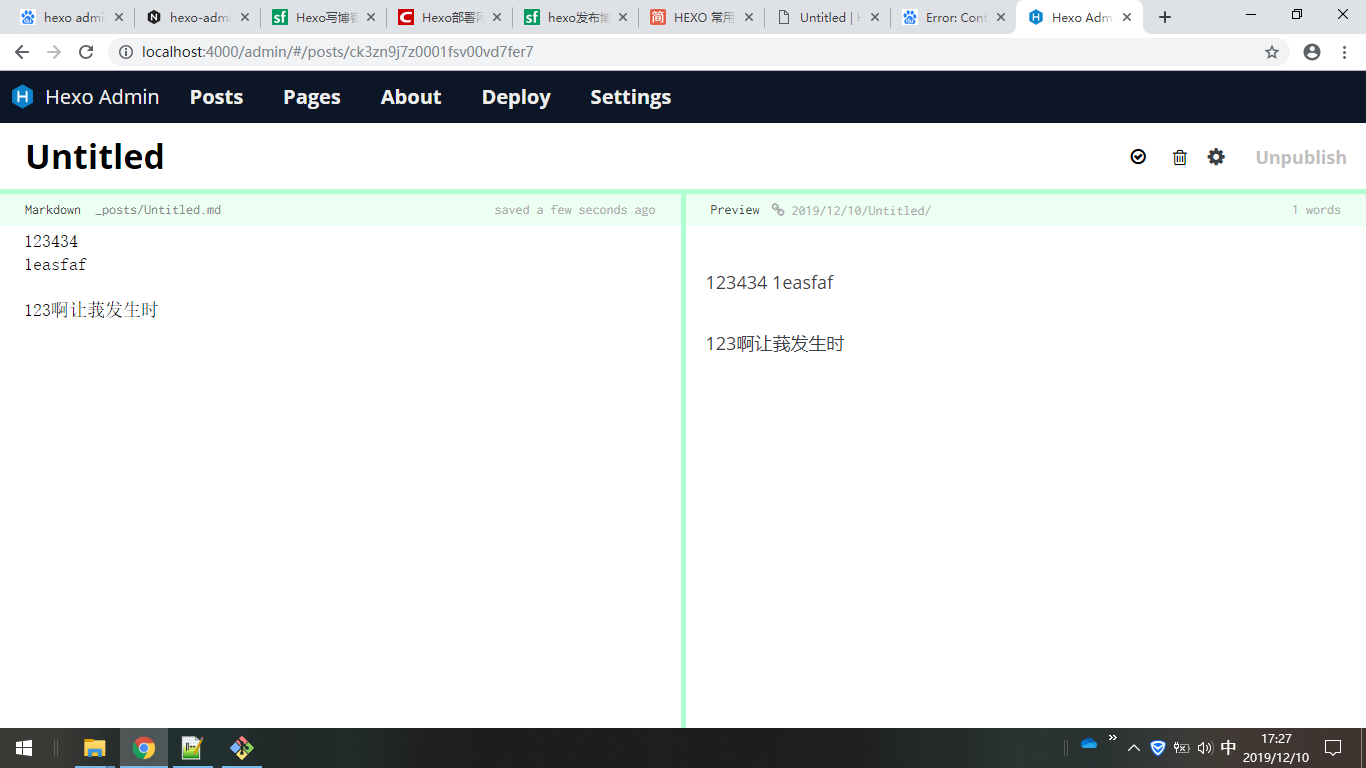 hexo admi
hexo-admi
Hexo写博客
Hexo部署网
hexo发布博
HEXO 常用
Untitled | H
Error: Conf
Hexo Adm
localhost:4000/admin/#/posts/ck3zn9j7z0001fsv00vd7fer7
Hexo Admin Posts Pages About Deploy Settings
Untitled
Unpublish
Markdown _posts/Untitled.md saved a few seconds ago
Preview 2019/12/10/Untitled/ 1 words
123434
1easfaf
123啊让莪发生时
123434 1easfaf
123啊让莪发生时
中
17:27
2019/12/10